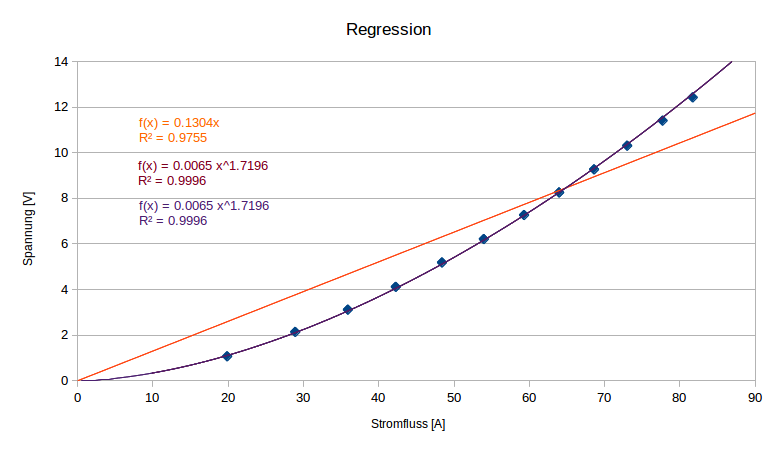 Regression
14
12
10
8
6
4
2
0
f(x) = 0.1304x
R² = 0.9755
f(x) = 0.0065 x^1.7196
R² = 0.9996
f(x) = 0.0065 x^1.7196
R² = 0.9996
Spannung [V]
0 10 20 30 40 50 60 70 80 90
Stromfluss [A]